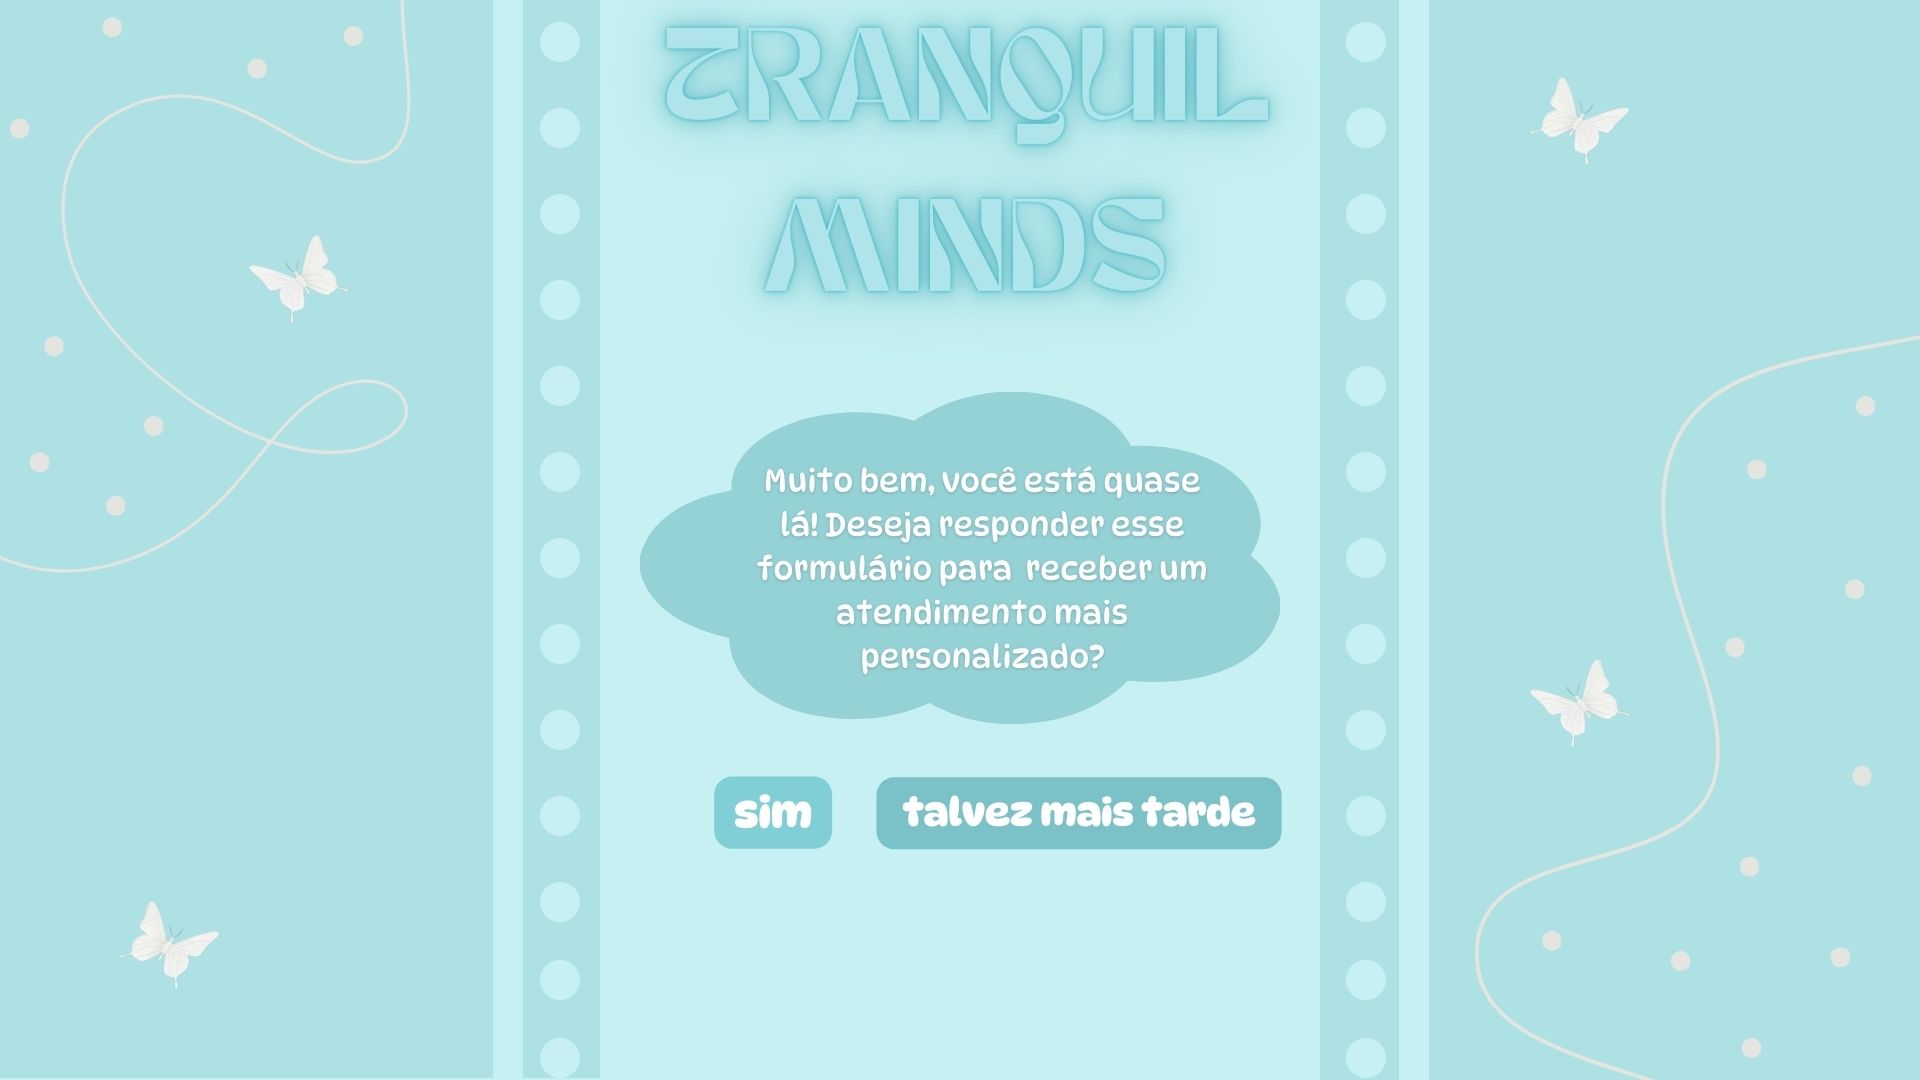 TRANQUIL
MINDS
Muito bem, você está quase
lá! Deseja responder esse
formulário para receber um
atendimento mais
personalizado?
sim
talvez mais tarde